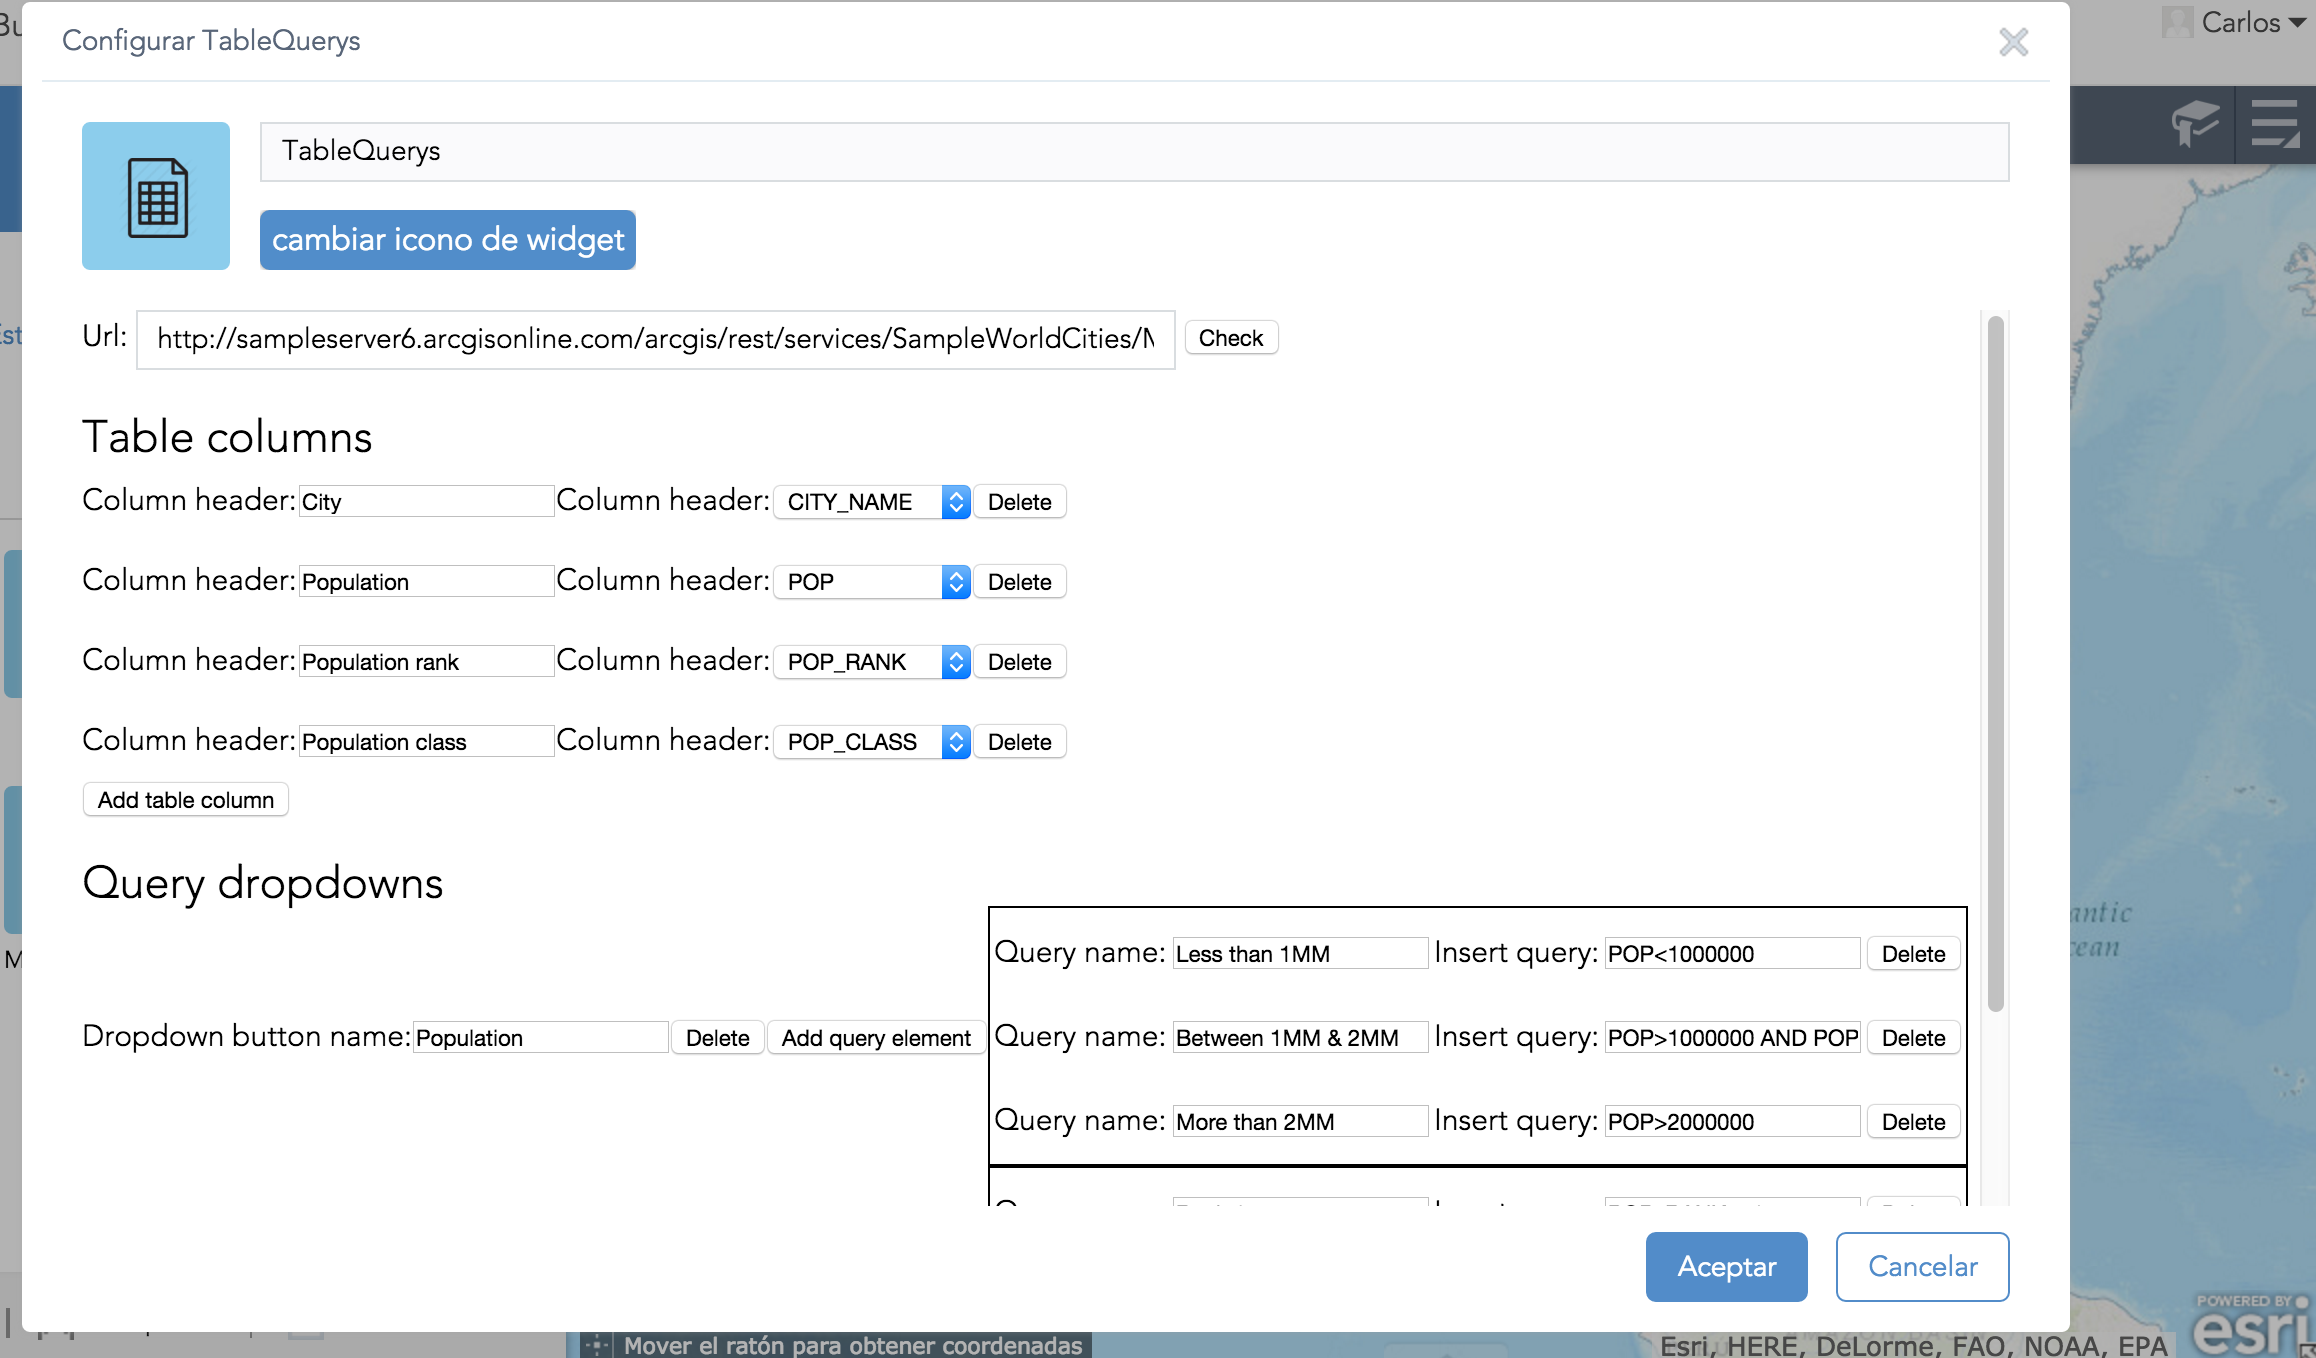 Configurar TableQuerys
Carlos
TableQuerys
cambiar icono de widget
Url: http://sampleserver6.arcgisonline.com/arcgis/rest/services/SampleWorldCities/ Check
Table columns
Column header: City Column header: CITY_NAME Delete
Column header: Population Column header: POP Delete
Column header: Population rank Column header: POP_RANK Delete
Column header: Population class Column header: POP_CLASS Delete
Add table column
Query dropdowns
Query name: Less than 1MM Insert query: POP<1000000 Delete
Dropdown button name: Population Delete Add query element Query name: Between 1MM & 2MM Insert query: POP>1000000 AND POP Delete
Query name: More than 2MM Insert query: POP>2000000 Delete
Aceptar Cancelar
Mover el ratón para obtener coordenadas
Esri, HERE, DeLorme, FAO, NOAA, EPA
POWERED BY
esri